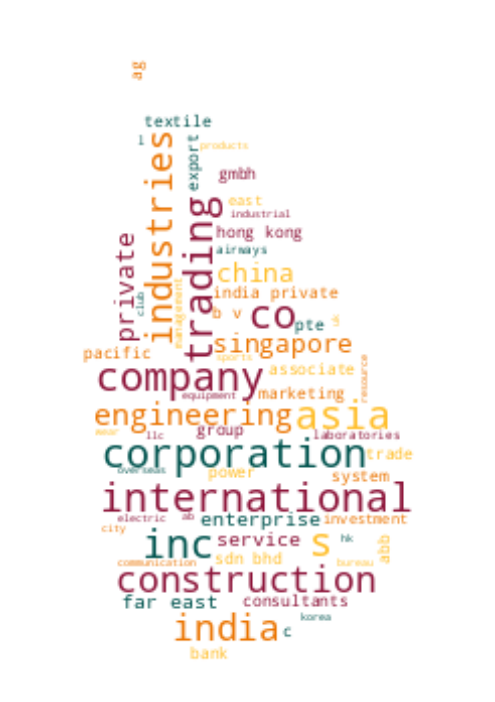 ag
textile
l
industries
export
products
gmbh
trading
east
industrial
private
hong kong
airways
china
club
management
india private
b v
co
pte
uk
singapore
pacific
sports
resource
associate
company
equipment
marketing
engineering
asia
wear
llc
group
laboratories
corporation
trade
overseas
power
system
international
electric
ab
enterprise
investment
city
inc
service
s
hk
abb
sdn bhd
communication
bureau
construction
far east
consultants
korea
india
c
bank